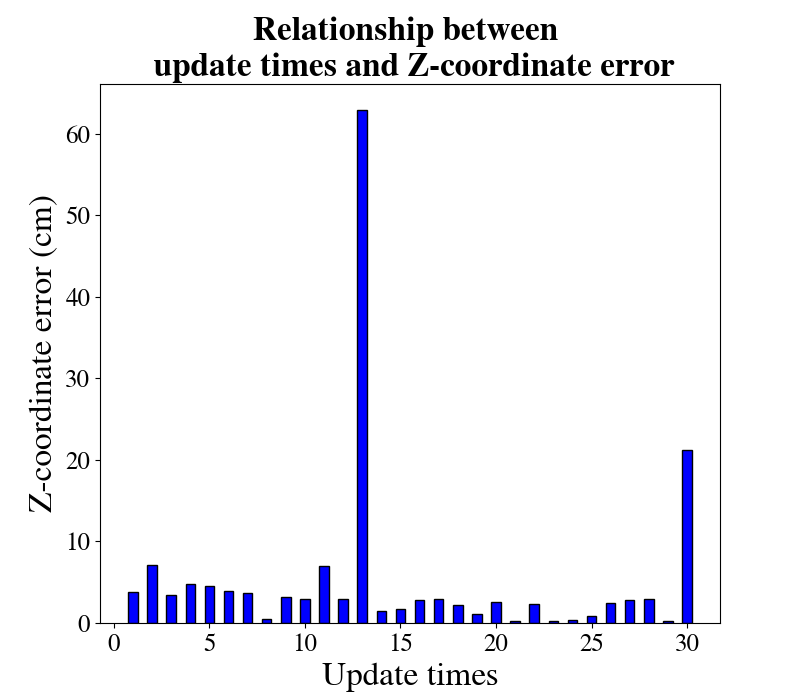 Relationship between
update times and Z-coordinate error
Z-coordinate error (cm)
60
50
40
30
20
10
0
0 5 10 15 20 25 30
Update times